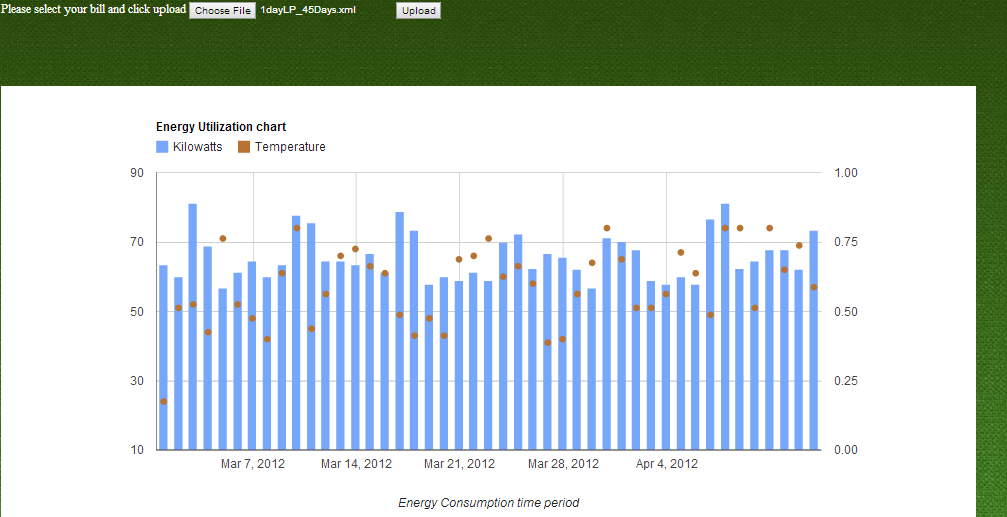 Please select your bill and click upload Choose File 1dayLP_45Days.xml Upload
Energy Utilization chart
Kilowatts Temperature
90 1.00
70 0.75
50 0.50
30 0.25
10 0.00
Mar 7, 2012 Mar 14, 2012 Mar 21, 2012 Mar 28, 2012 Apr 4, 2012
Energy Consumption time period